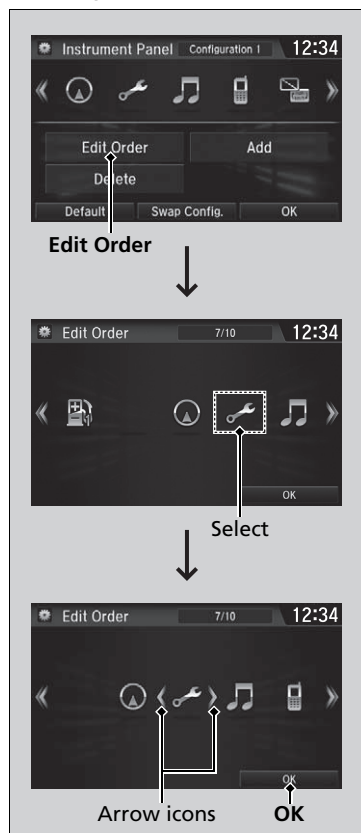 Instrument Panel Configuration 1 12:34
Edit Order Add
Delete
Default Swap Config. OK
Edit Order
Edit Order 7/10 12:34
OK
Select
Edit Order 7/10 12:34
OK
Arrow icons OK